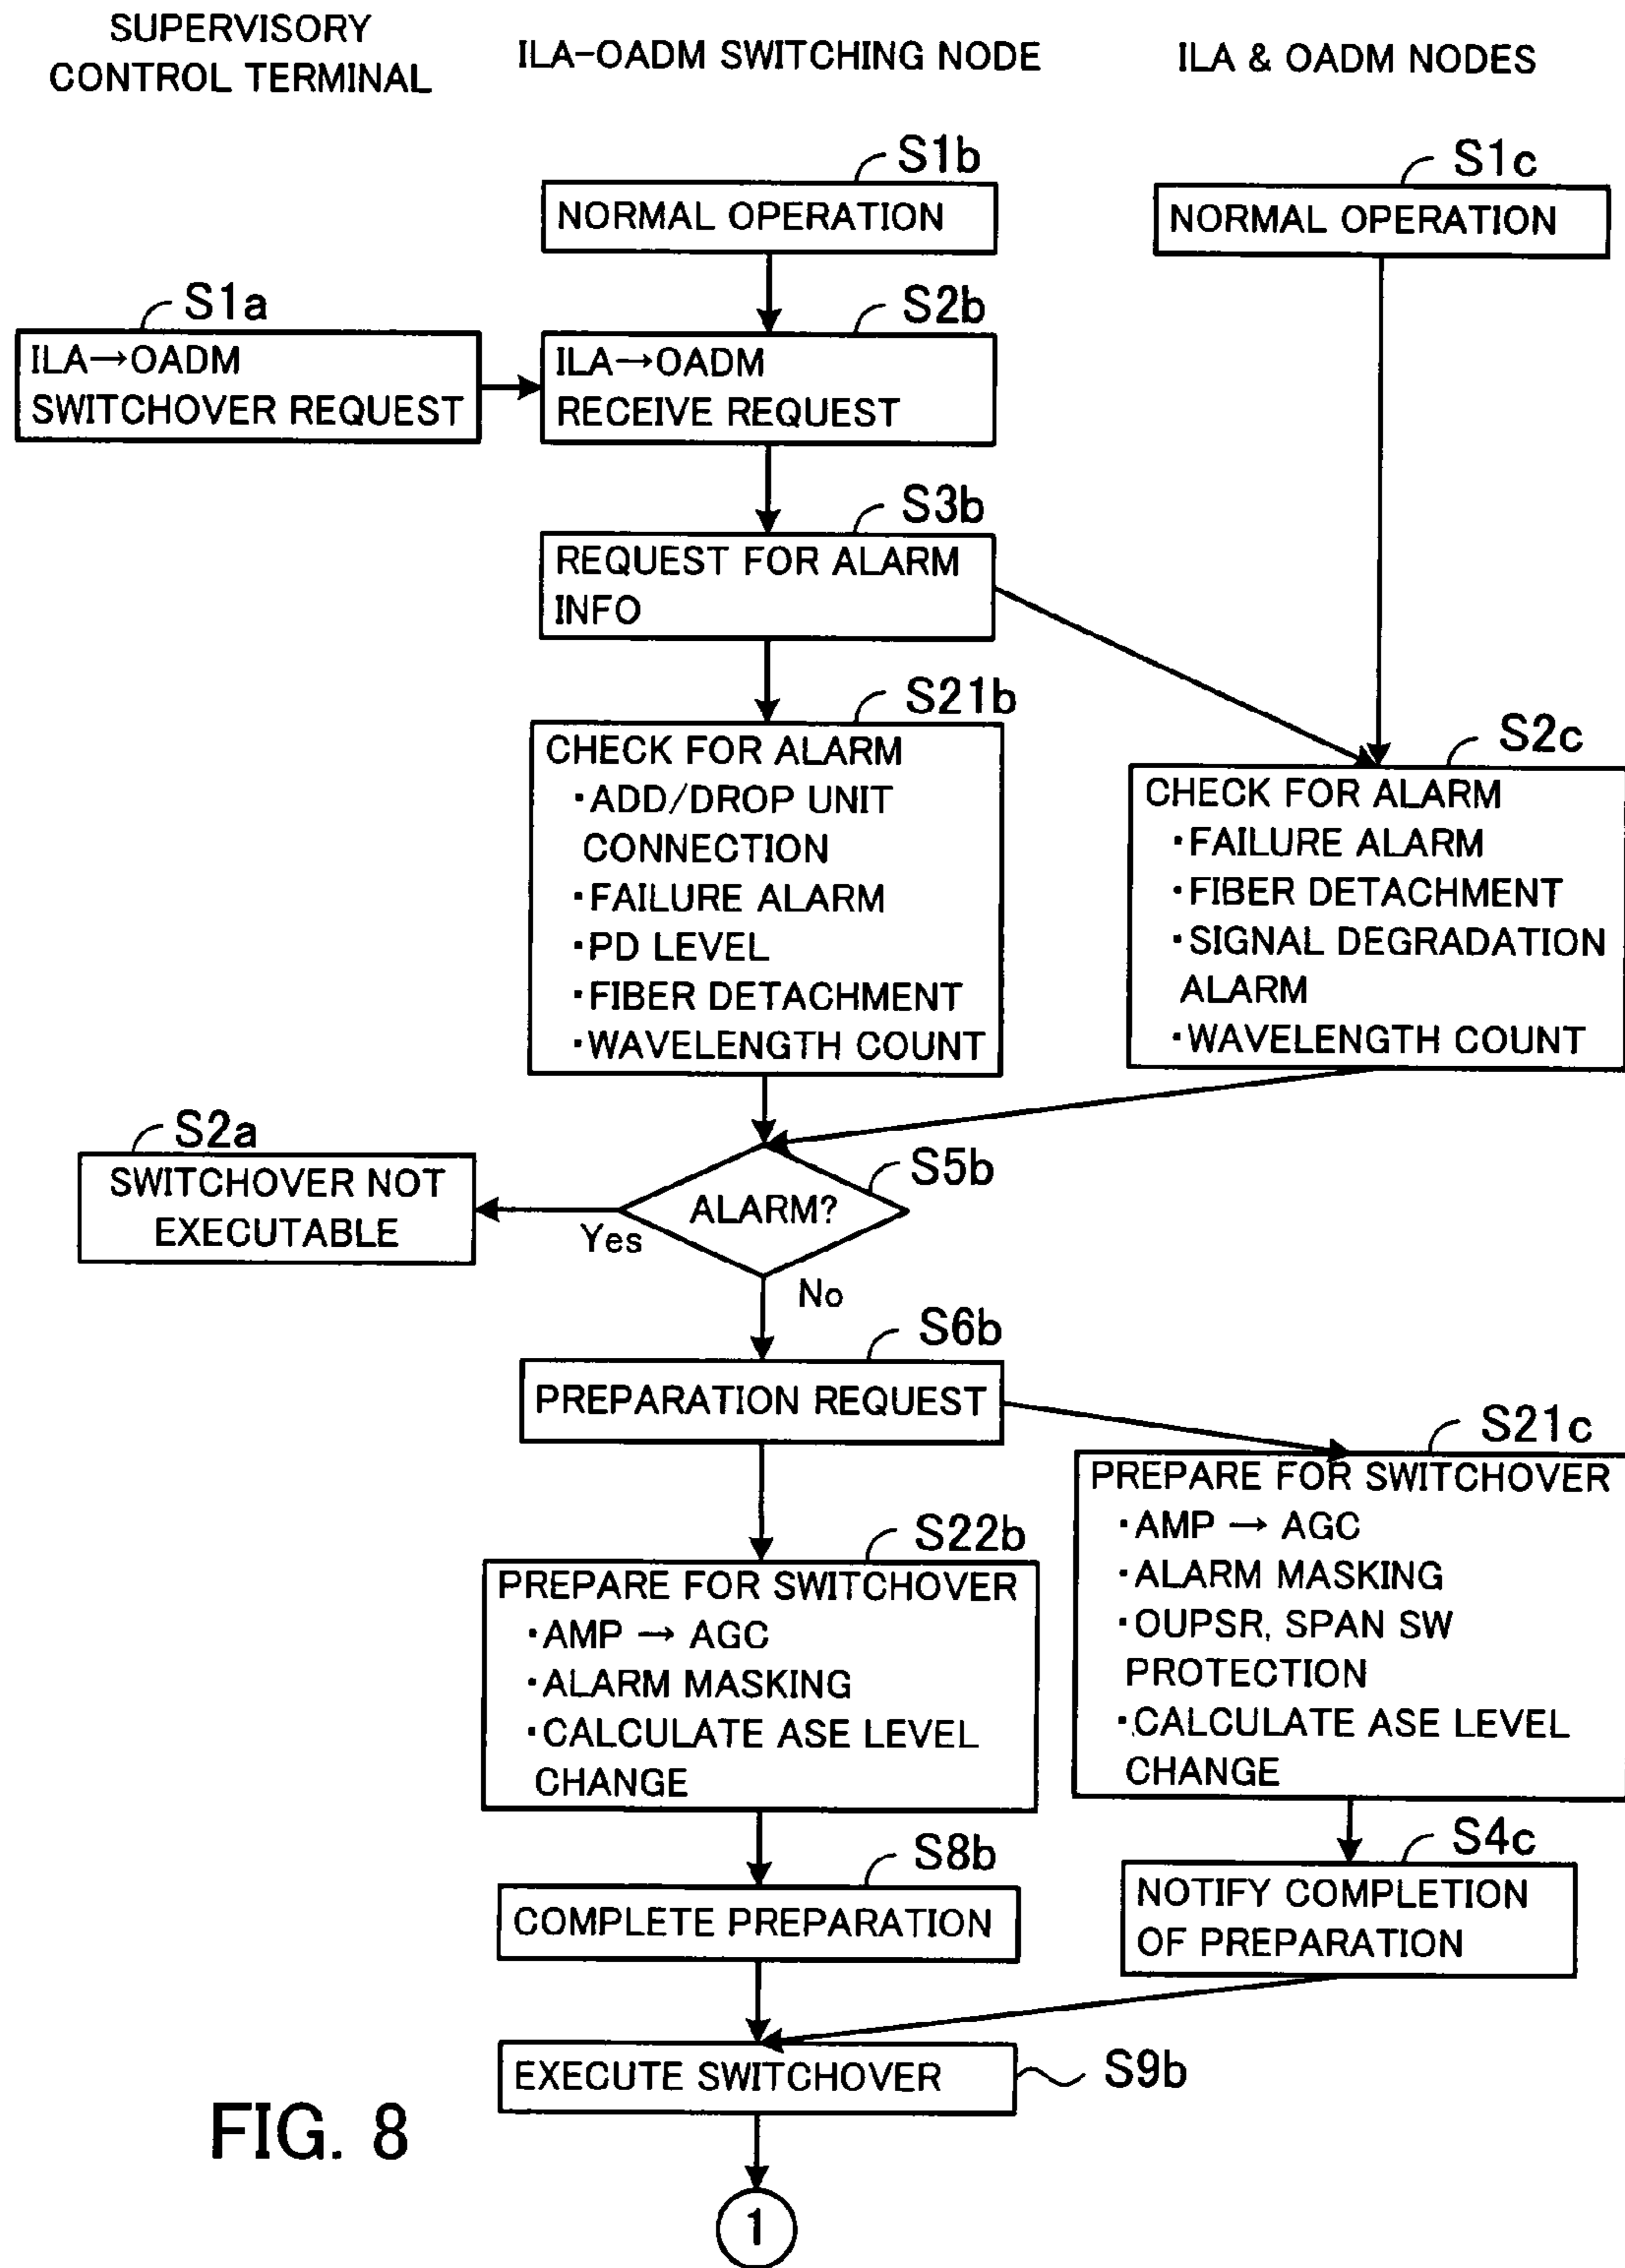 SUPERVISORY
CONTROL TERMINAL
ILA-OADM SWITCHING NODE
ILA & OADM NODES
S1b
NORMAL OPERATION
S1c
NORMAL OPERATION
S1a
ILA→OADM
SWITCHOVER REQUEST
S2b
ILA→OADM
RECEIVE REQUEST
S3b
REQUEST FOR ALARM
INFO
S21b
CHECK FOR ALARM
・ADD/DROP UNIT
CONNECTION
・FAILURE ALARM
・PD LEVEL
・FIBER DETACHMENT
・WAVELENGTH COUNT
S2c
CHECK FOR ALARM
・FAILURE ALARM
・FIBER DETACHMENT
・SIGNAL DEGRADATION
ALARM
・WAVELENGTH COUNT
S2a
SWITCHOVER NOT
EXECUTABLE
S5b
ALARM?
Yes
No
S6b
PREPARATION REQUEST
S21c
PREPARE FOR SWITCHOVER
・AMP → AGC
・ALARM MASKING
・OUPSR, SPAN SW
PROTECTION
・CALCULATE ASE LEVEL
CHANGE
S22b
PREPARE FOR SWITCHOVER
・AMP → AGC
・ALARM MASKING
・CALCULATE ASE LEVEL
CHANGE
S8b
COMPLETE PREPARATION
S4c
NOTIFY COMPLETION
OF PREPARATION
EXECUTE SWITCHOVER
S9b
FIG. 8
1